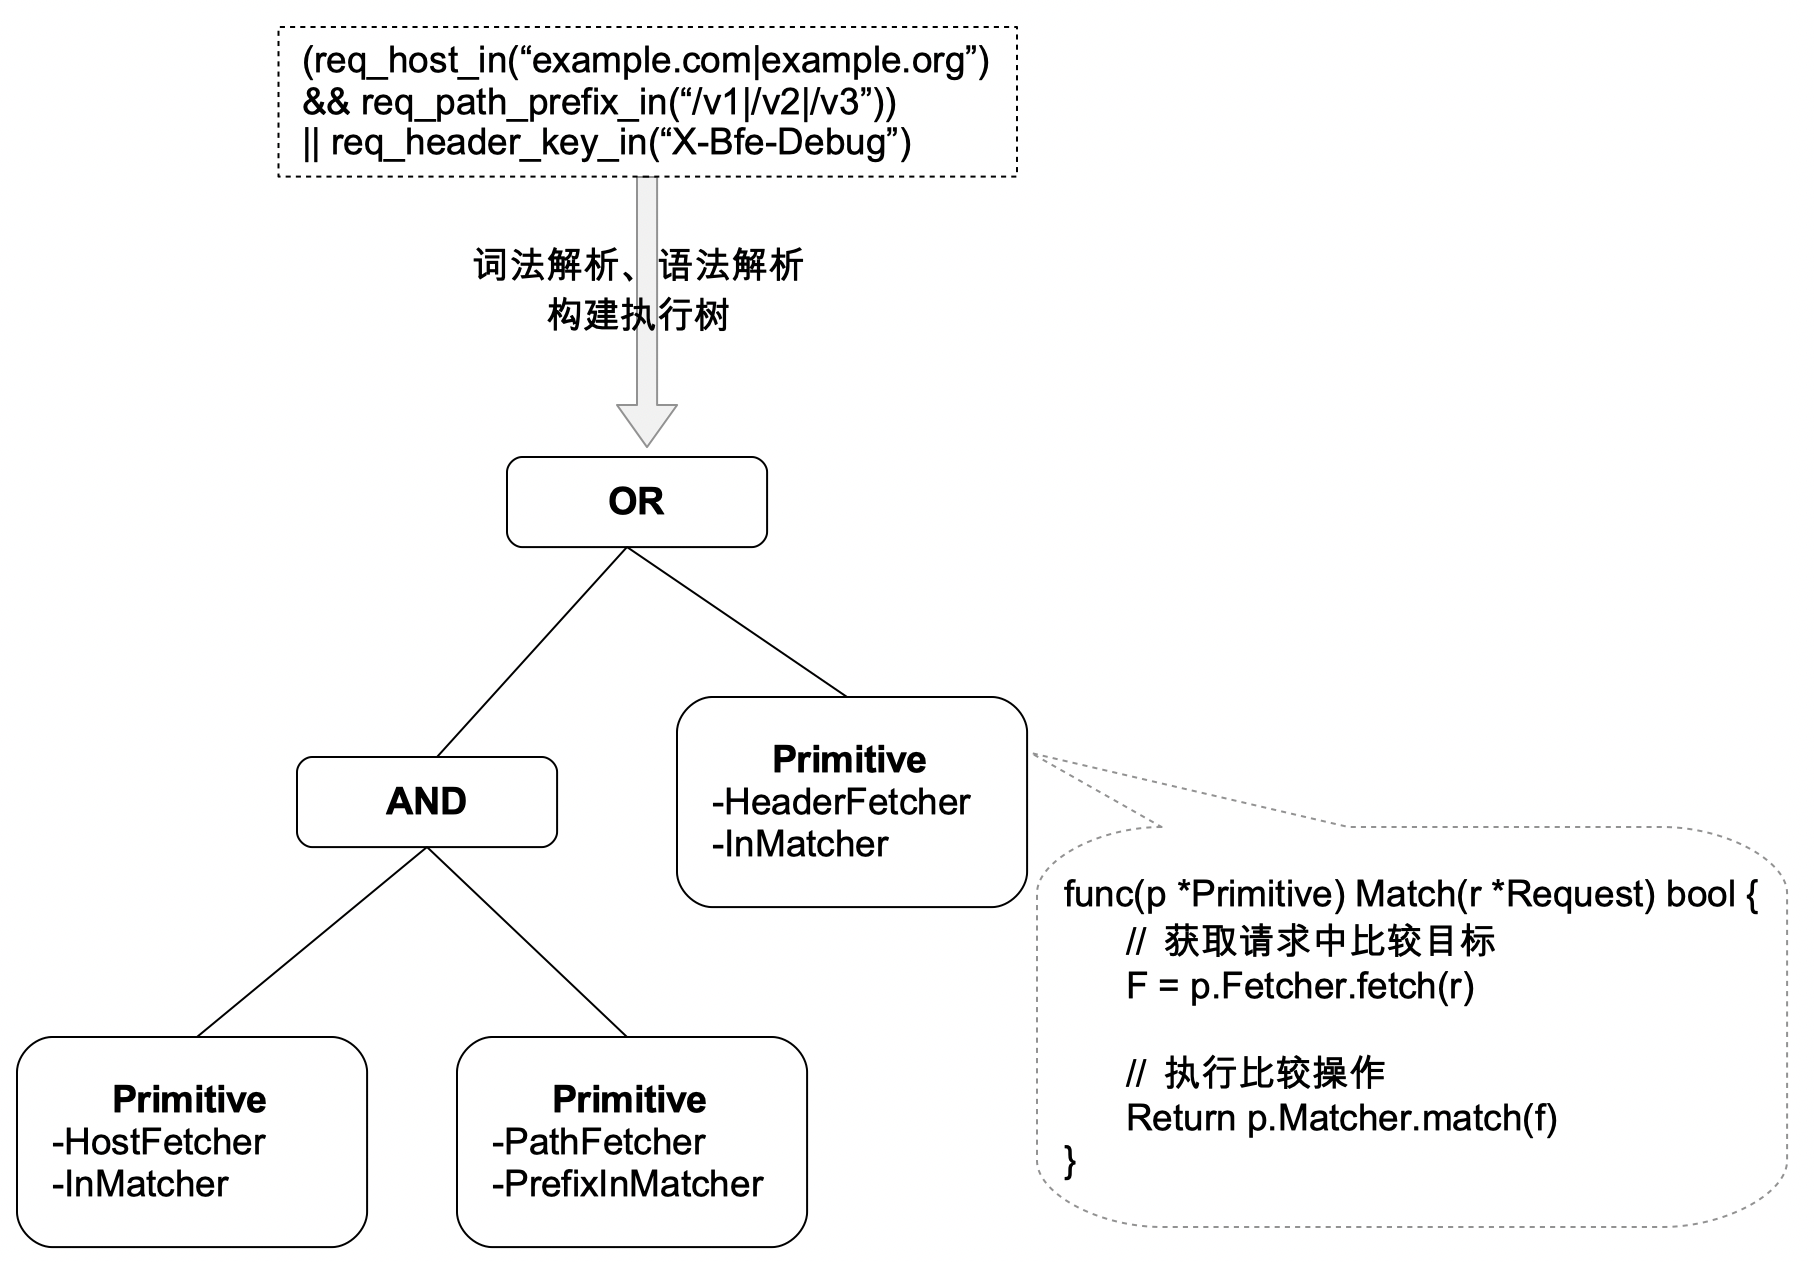 (req_host_in(“example.com|example.org”)
&& req_path_prefix_in(“/v1|/v2|/v3”))
|| req_header_key_in(“X-Bfe-Debug”)
词法解析、语法解析
构建执行树
OR
AND
Primitive
-HeaderFetcher
-InMatcher
func(p *Primitive) Match(r *Request) bool {
// 获取请求中比较目标
F = p.Fetcher.fetch(r)
// 执行比较操作
Return p.Matcher.match(f)
}
Primitive
-HostFetcher
-InMatcher
Primitive
-PathFetcher
-PrefixInMatcher